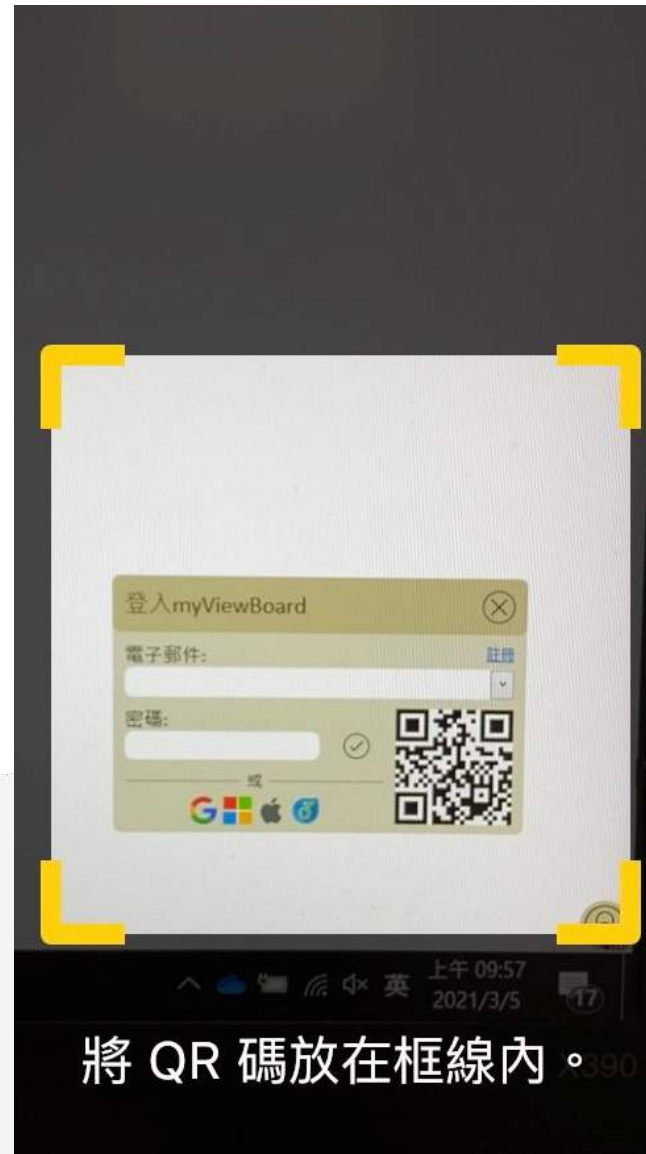 登入myViewBoard
電子郵件:
註冊
密碼:
或
英
上午 09:57
2021/3/5
17
將 QR 碼放在框線內。
X390